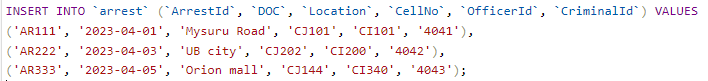 INSERT INTO `arrest` (`ArrestId`, `DOC`, `Location`, `CellNo`, `OfficerId`, `CriminalId`) VALUES
('AR111', '2023-04-01', 'Mysuru Road', 'CJ101', 'CI101', '4041'),
('AR222', '2023-04-03', 'UB city', 'CJ202', 'CI200', '4042'),
('AR333', '2023-04-05', 'Orion mall', 'CJ144', 'CI340', '4043');